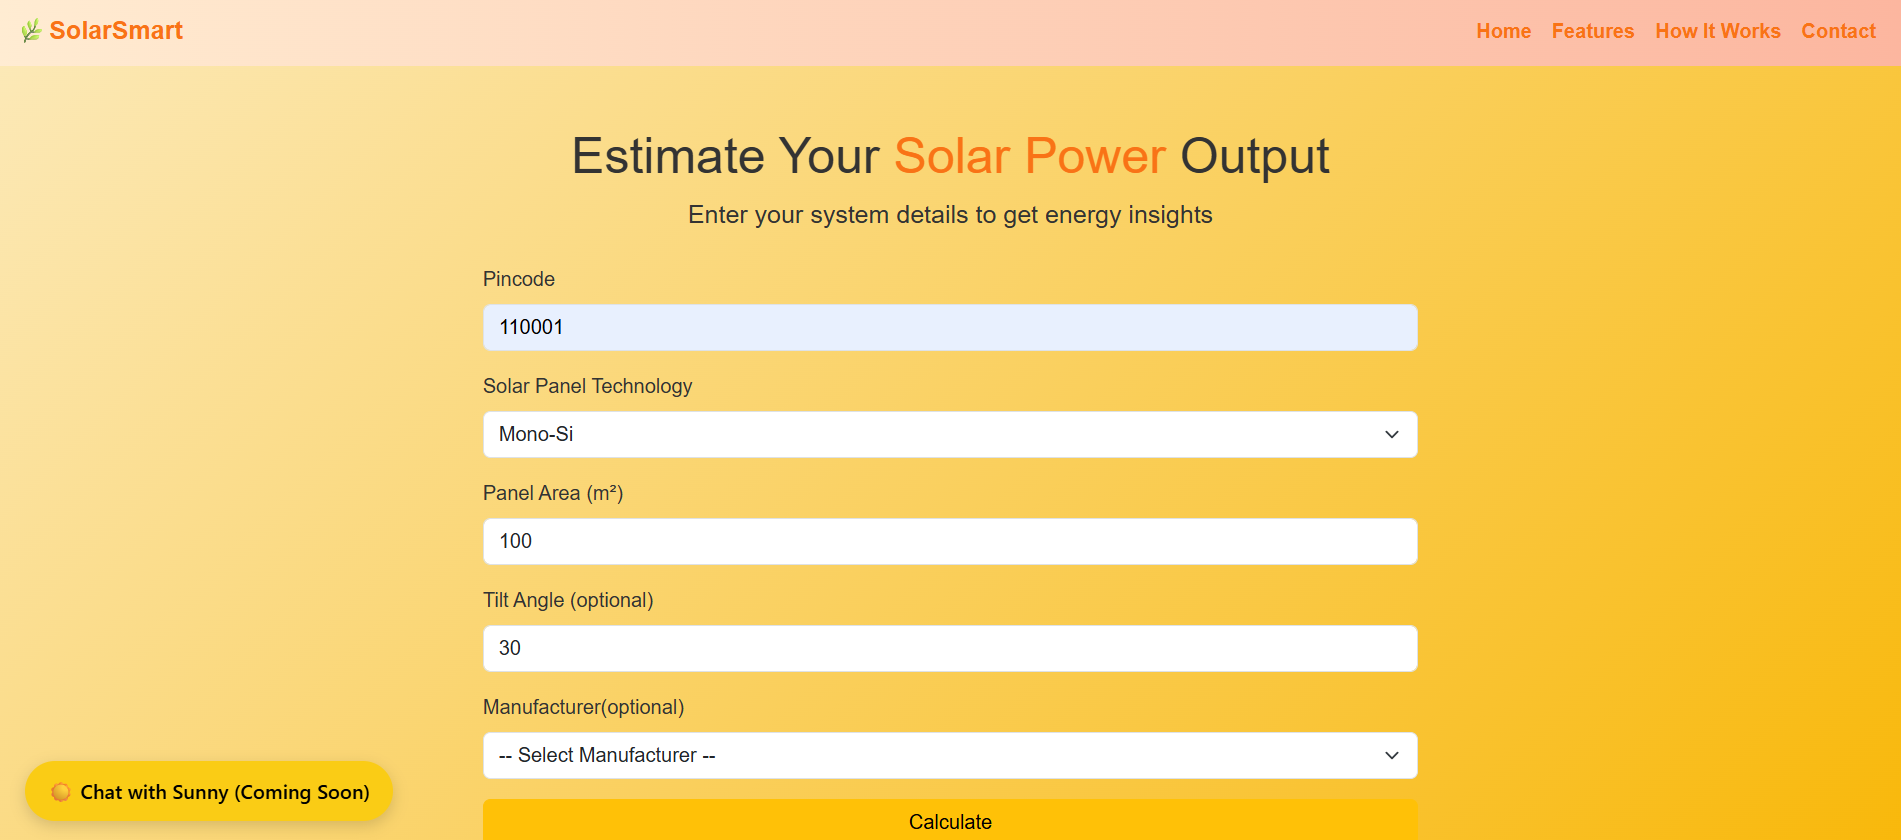 SolarSmart
Home Features How It Works Contact
Estimate Your Solar Power Output
Enter your system details to get energy insights
Pincode
110001
Solar Panel Technology
Mono-Si
Panel Area (m²)
100
Tilt Angle (optional)
30
Manufacturer(optional)
-- Select Manufacturer --
Chat with Sunny (Coming Soon)
Calculate